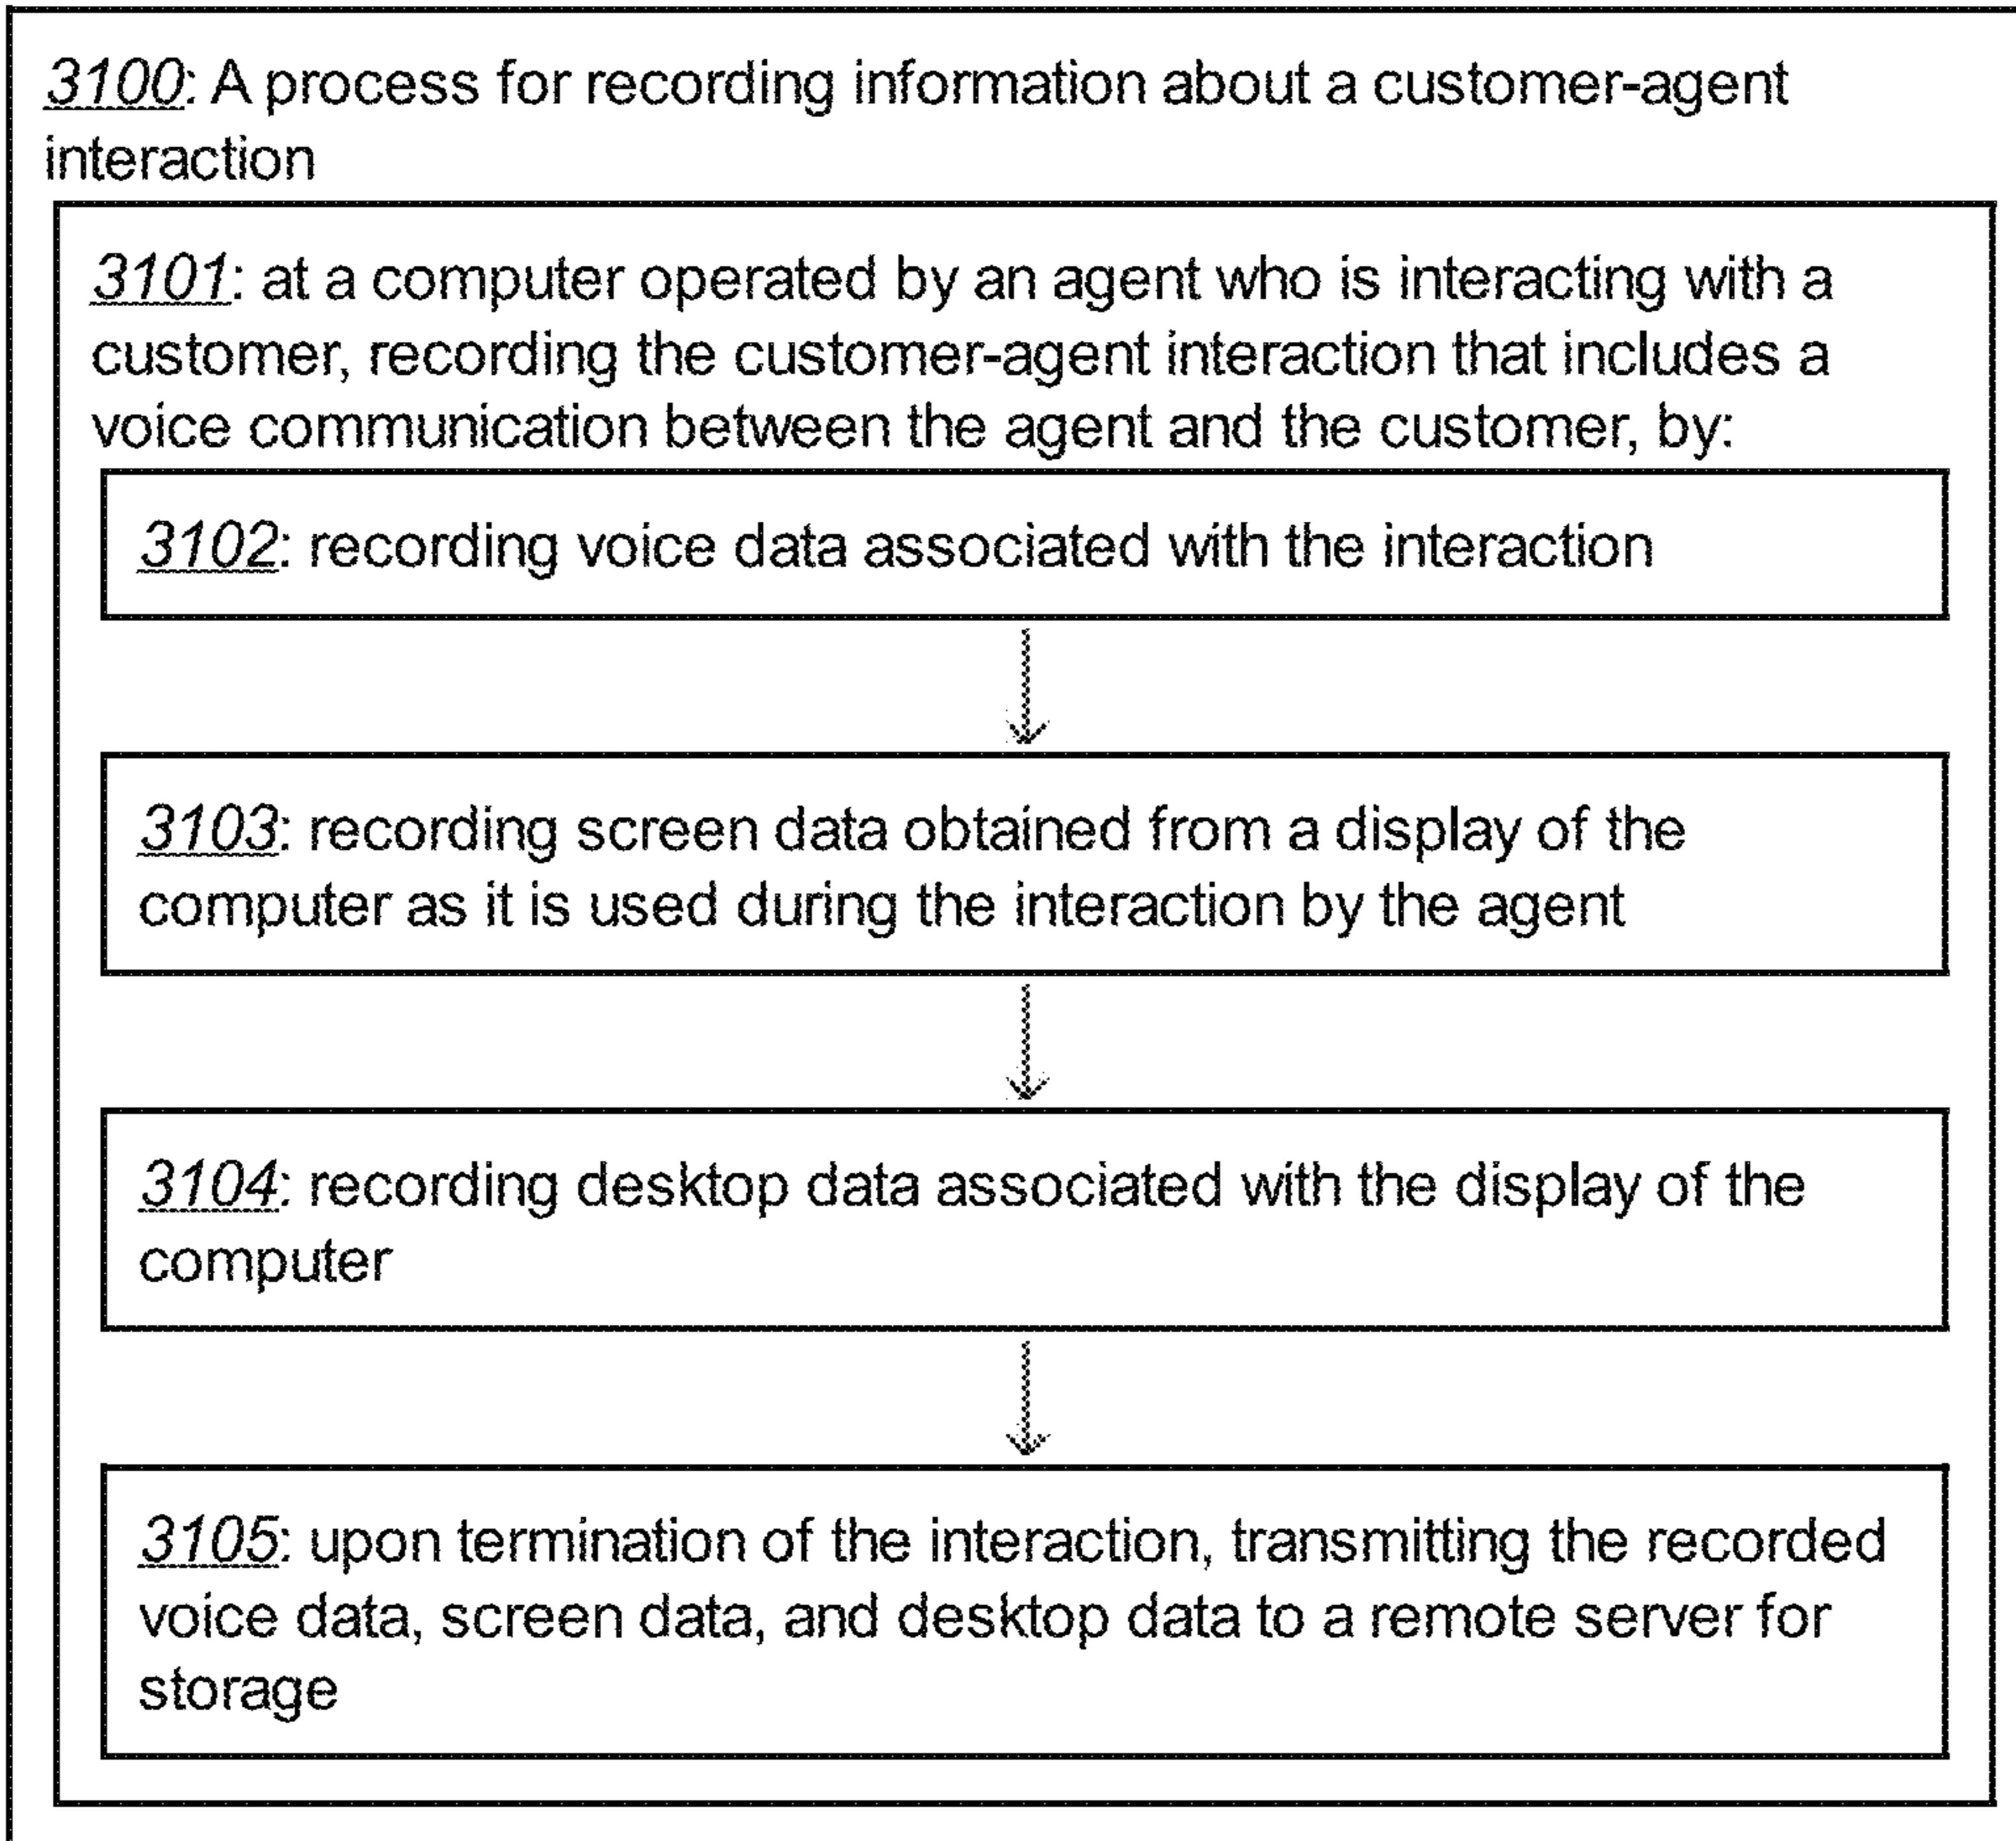 3100: A process for recording information about a customer-agent
interaction
3101: at a computer operated by an agent who is interacting with a
customer, recording the customer-agent interaction that includes a
voice communication between the agent and the customer, by:
3102: recording voice data associated with the interaction
3103: recording screen data obtained from a display of the
computer as it is used during the interaction by the agent
3104: recording desktop data associated with the display of the
computer
3105: upon termination of the interaction, transmitting the recorded
voice data, screen data, and desktop data to a remote server for
storage